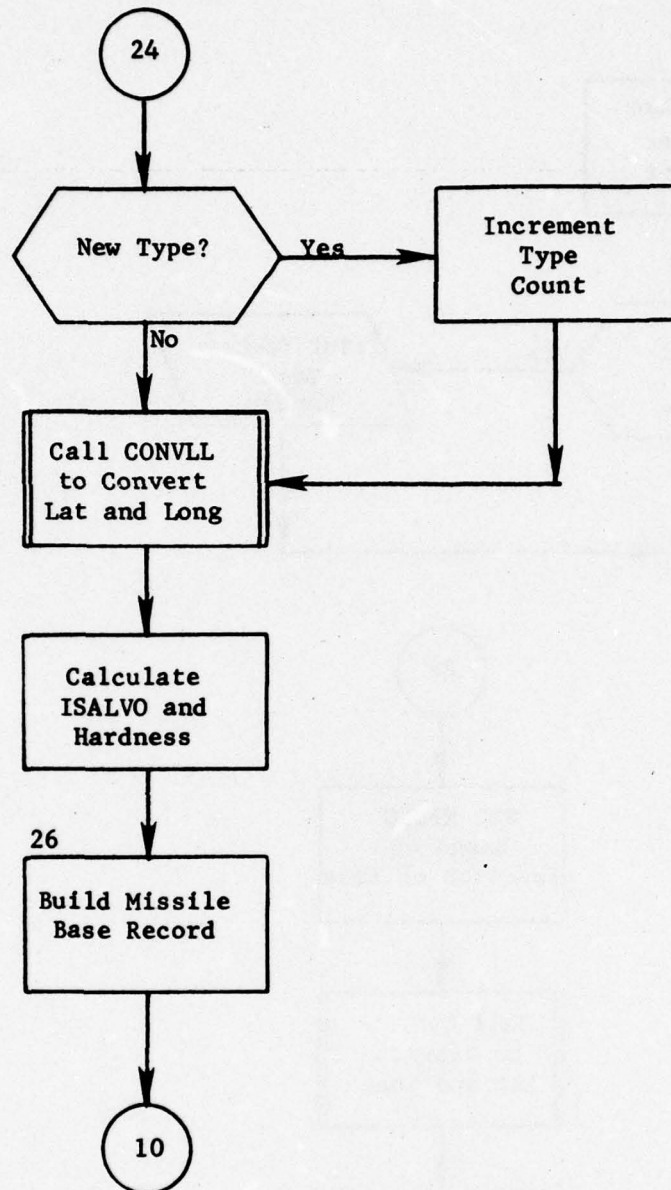 24
New Type?
Yes
Increment
Type
Count
No
Call CONVLL
to Convert
Lat and Long
Calculate
ISALVO and
Hardness
26
Build Missile
Base Record
10